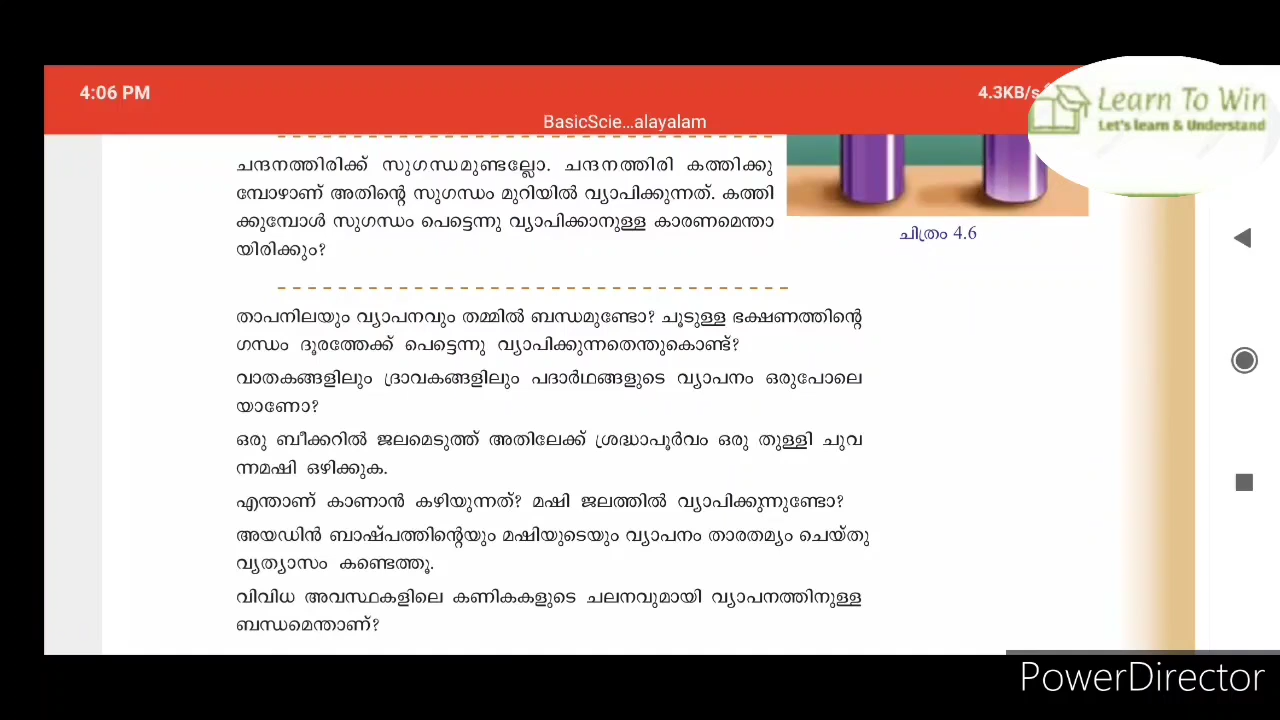 4:06 PM
4.3KB/s
Learn To Win
Let's learn & Understand
BasicScie...alayalam
ചന്ദനത്തിരിക്ക് സുഗന്ധമുണ്ടല്ലോ. ചന്ദനത്തിരി കത്തിക്കു
മ്പോഴാണ് അതിന്റെ സുഗന്ധം മുറിയിൽ വ്യാപിക്കുന്നത്. കത്തി
ക്കുമ്പോൾ സുഗന്ധം പെട്ടെന്നു വ്യാപിക്കാനുള്ള കാരണമെന്താ
യിരിക്കും?
ചിത്രം 4.6
താപനിലയും വ്യാപനവും തമ്മിൽ ബന്ധമുണ്ടോ? ചൂടുള്ള ഭക്ഷണത്തിന്റെ
ഗന്ധം ദൂരത്തേക്ക് പെട്ടെന്നു വ്യാപിക്കുന്നതെന്തുകൊണ്ട്?
വാതകങ്ങളിലും ദ്രാവകങ്ങളിലും പദാർഥങ്ങളുടെ വ്യാപനം ഒരുപോലെ
യാണോ?
ഒരു ബീക്കറിൽ ജലമെടുത്ത് അതിലേക്ക് ശ്രദ്ധാപൂർവം ഒരു തുള്ളി ചുവ
ന്നമഷി ഒഴിക്കുക.
എന്താണ് കാണാൻ കഴിയുന്നത്? മഷി ജലത്തിൽ വ്യാപിക്കുന്നുണ്ടോ?
അയഡിൻ ബാഷ്പത്തിന്റെയും മഷിയുടെയും വ്യാപനം താരതമ്യം ചെയ്തു
വ്യത്യാസം കണ്ടെത്തൂ.
വിവിധ അവസ്ഥകളിലെ കണികകളുടെ ചലനവുമായി വ്യാപനത്തിനുള്ള
ബന്ധമെന്താണ്?
PowerDirector